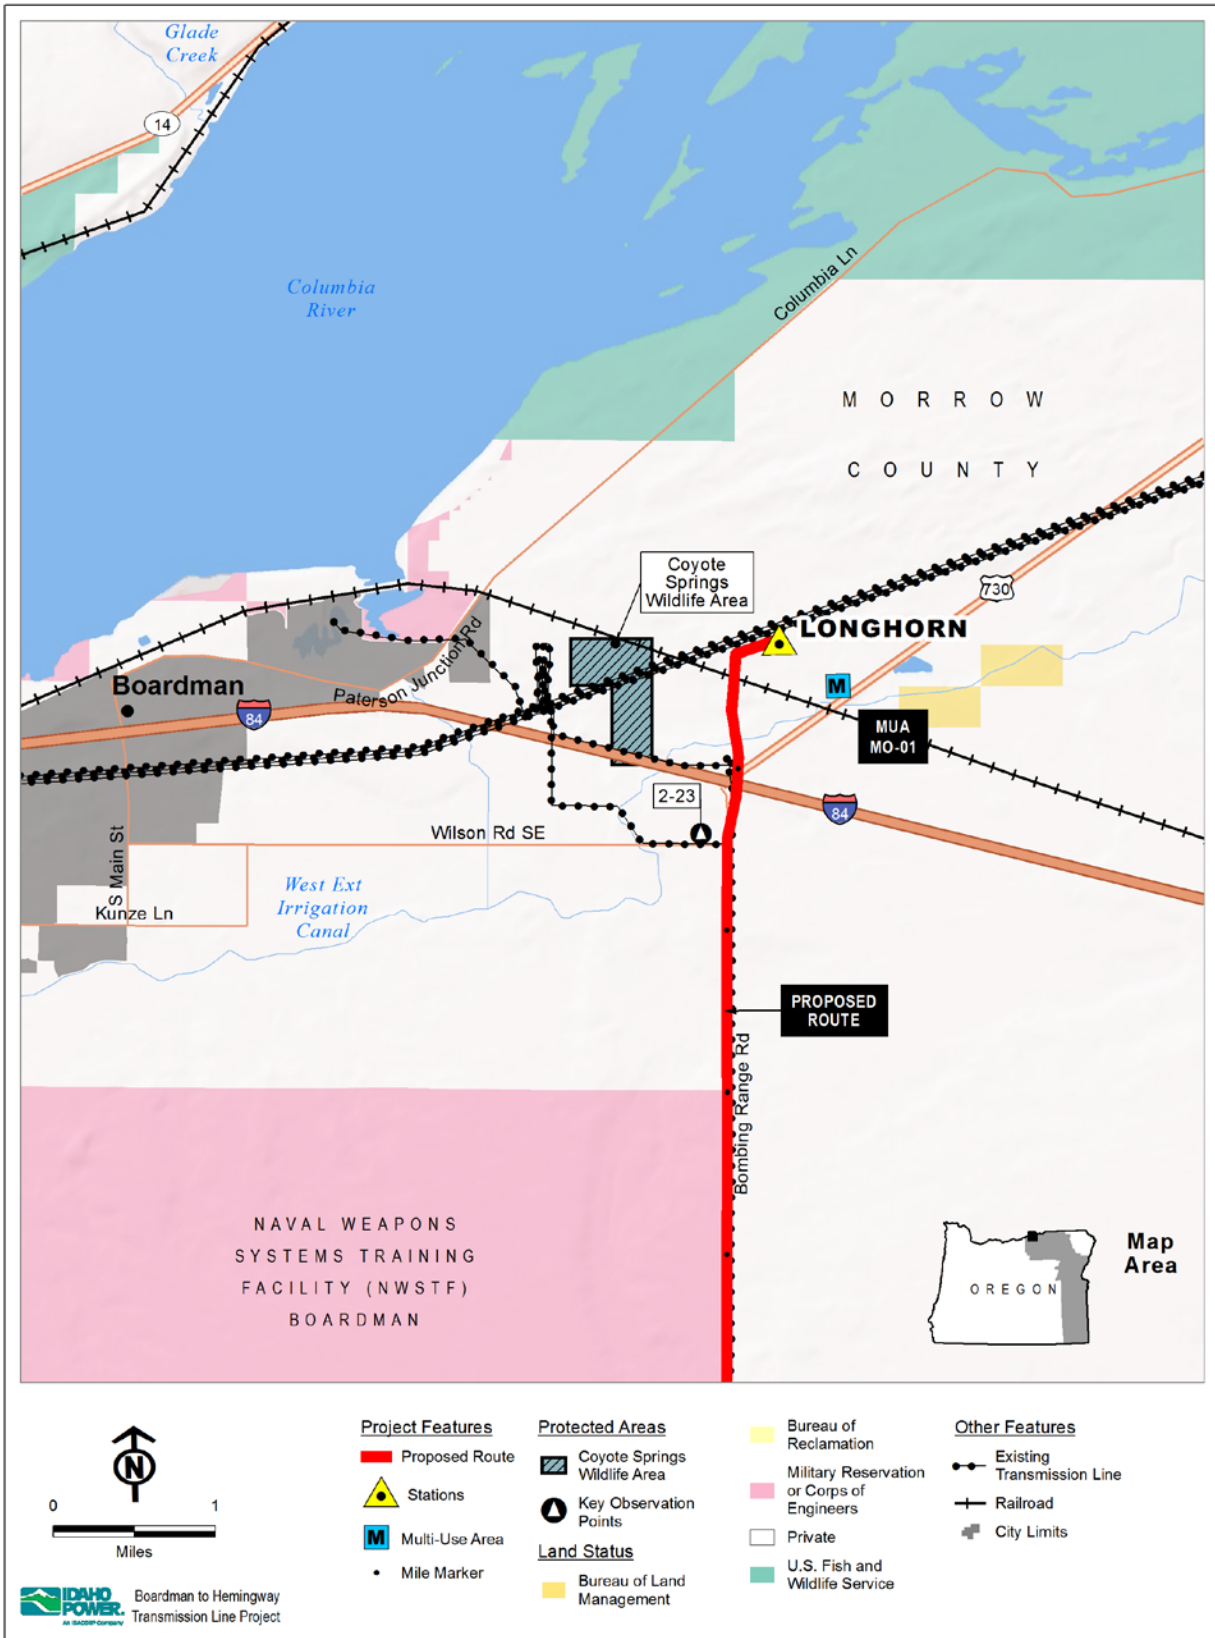 Glade
Creek
14
Columbia
River
Columbia Ln
M O R R O W
C O U N T Y
Coyote
Springs
Wildlife Area
730
LONGHORN
Paterson Junction Rd
Boardman
84
M
MUA
MO-01
2-23
84
Wilson Rd SE
S Main St
Kunze Ln
West Ext
Irrigation
Canal
PROPOSED
ROUTE
Bombing Range Rd
NAVAL WEAPONS
SYSTEMS TRAINING
FACILITY (NWSTF)
BOARDMAN
OREGON
Map
Area
N
0 1
Miles
IDAHO
POWER.
An IDACORP Company
Boardman to Hemingway
Transmission Line Project
Project Features
Proposed Route
Stations
M Multi-Use Area
Mile Marker
Protected Areas
Coyote Springs
Wildlife Area
Key Observation
Points
Land Status
Bureau of Land
Management
Bureau of
Reclamation
Military Reservation
or Corps of
Engineers
Private
U.S. Fish and
Wildlife Service
Other Features
Existing
Transmission Line
Railroad
City Limits